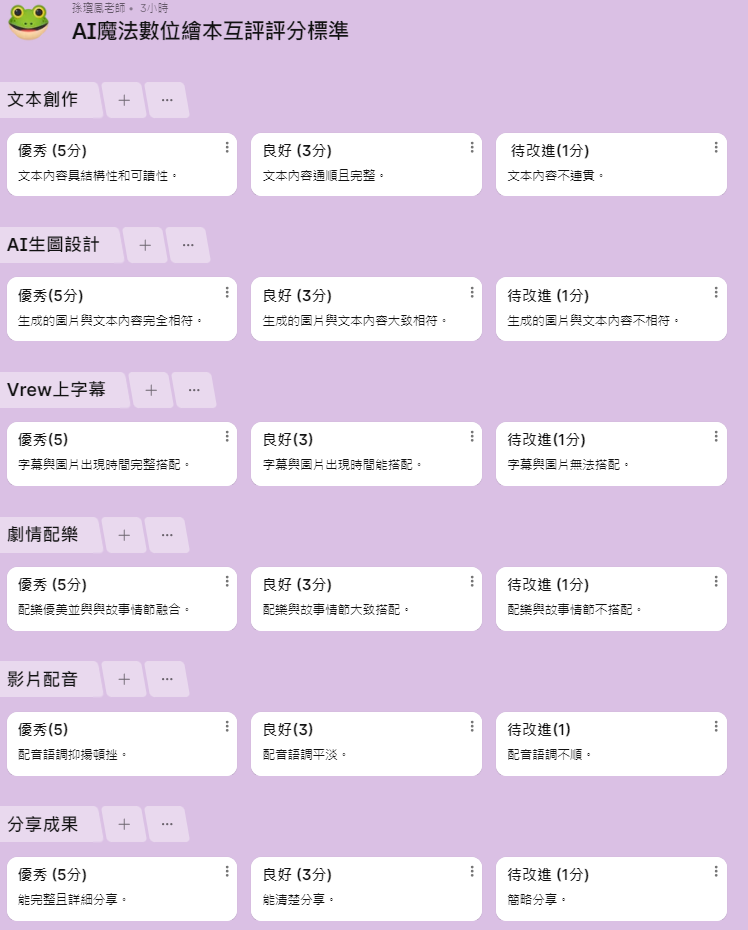 孫瓊鳳老師 • 3小時
AI魔法數位繪本互評評分標準
文本創作
優秀 (5分)
文本內容具結構性和可讀性。
良好 (3分)
文本內容通順且完整。
待改進(1分)
文本內容不連貫。
AI生圖設計
優秀(5分)
生成的圖片與文本內容完全相符。
良好 (3分)
生成的圖片與文本內容大致相符。
待改進 (1分)
生成的圖片與文本內容不相符。
Vrew上字幕
優秀(5)
字幕與圖片出現時間完整搭配。
良好(3)
字幕與圖片出現時間能搭配。
待改進(1分)
字幕與圖片無法搭配。
劇情配樂
優秀 (5分)
配樂優美並與與故事情節融合。
良好 (3分)
配樂與故事情節大致搭配。
待改進 (1分)
配樂與故事情節不搭配。
影片配音
優秀(5)
配音語調抑揚頓挫。
良好(3)
配音語調平淡。
待改進(1)
配音語調不順。
分享成果
優秀 (5分)
能完整且詳細分享。
良好 (3分)
能清楚分享。
待改進 (1分)
簡略分享。